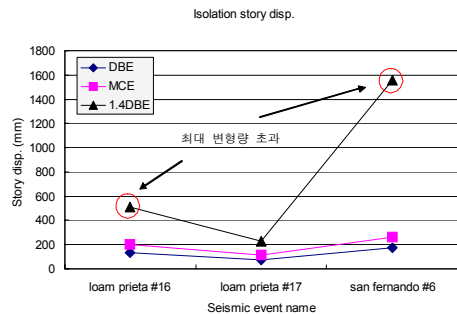 Isolation story disp.
Story disp. (mm)
1800
1600
1400
1200
1000
800
600
400
200
0
DBE
MCE
1.4DBE
최대 변형량 초과
loam prieta #16
loam prieta #17
san fernando #6
Seismic event name